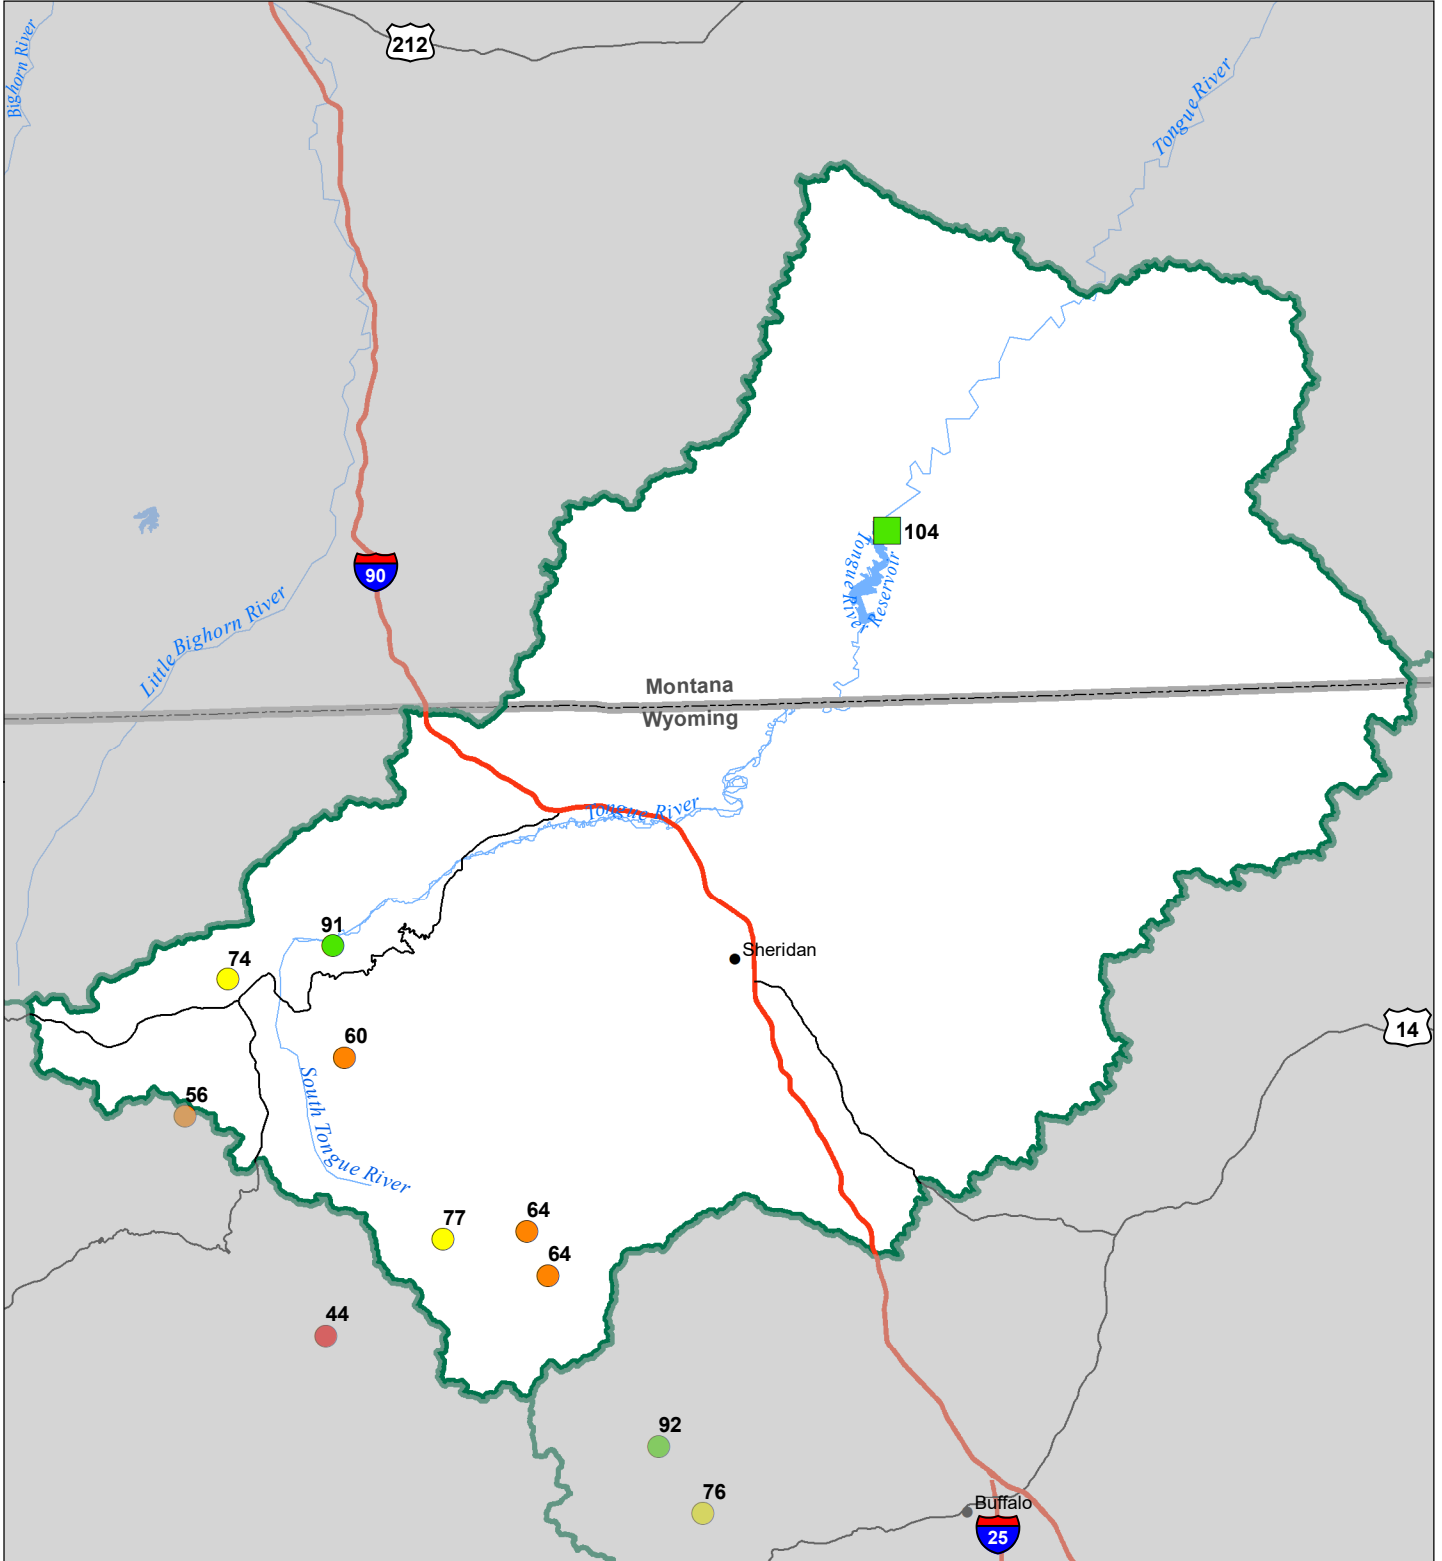 212
Bighorn River
Tongue River
104
Tongue River
Reservoir
90
Little Bighorn River
Montana
Wyoming
Tongue River
91
Sheridan
74
14
60
56
South Tongue River
77
64
64
44
92
76
Buffalo
25